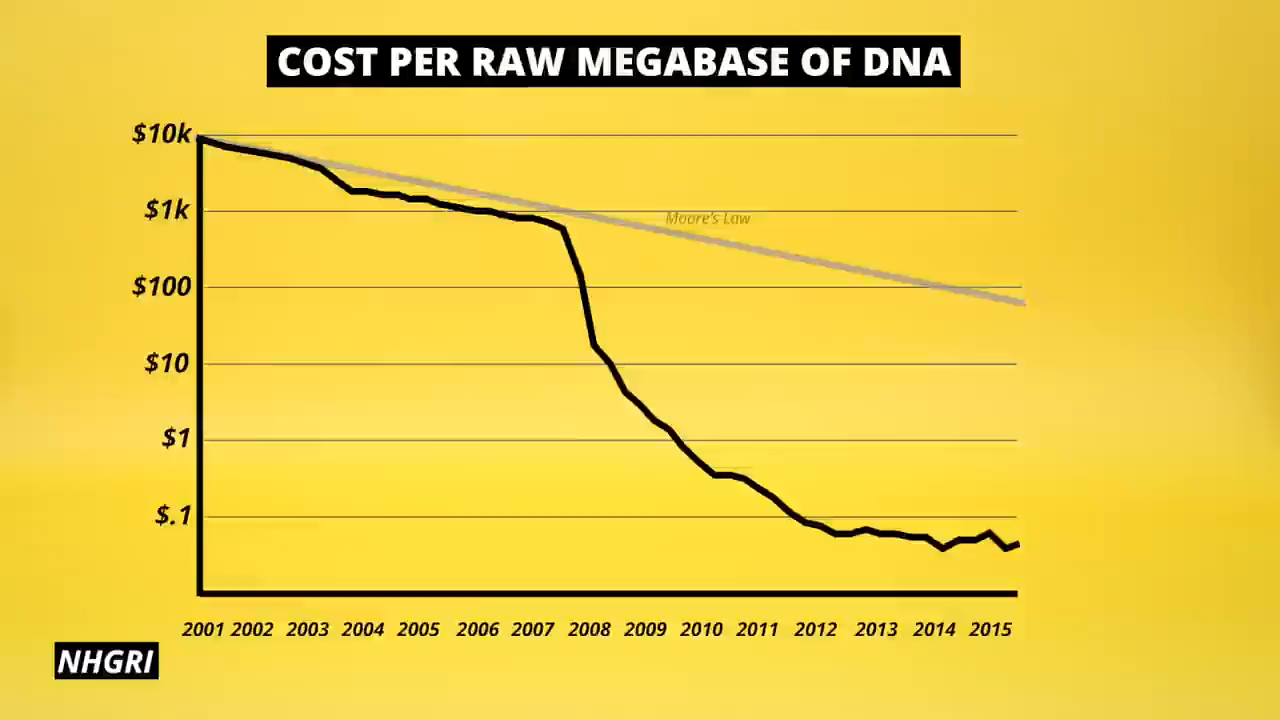 COST PER RAW MEGABASE OF DNA
$10k
$1k
Moore's Law
$100
$10
$1
$.1
2001 2002 2003 2004 2005 2006 2007 2008 2009 2010 2011 2012 2013 2014 2015
NHGRI